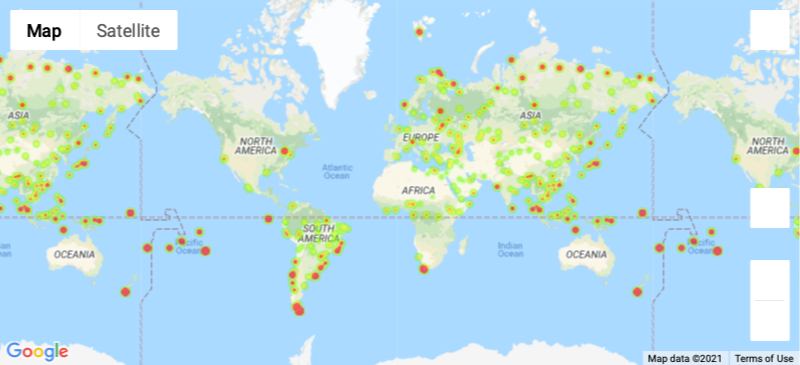 Map Satellite
ASIA
NORTH
AMERICA
Atlantic
Ocean
EUROPE
ASIA
NORTH
AMERICA
AFRICA
SOUTH
AMERICA
Pacific
Ocean
OCEANIA
Indian
Ocean
OCEANIA
Pacific
Ocean
Google
Map data ©2021 Terms of Use